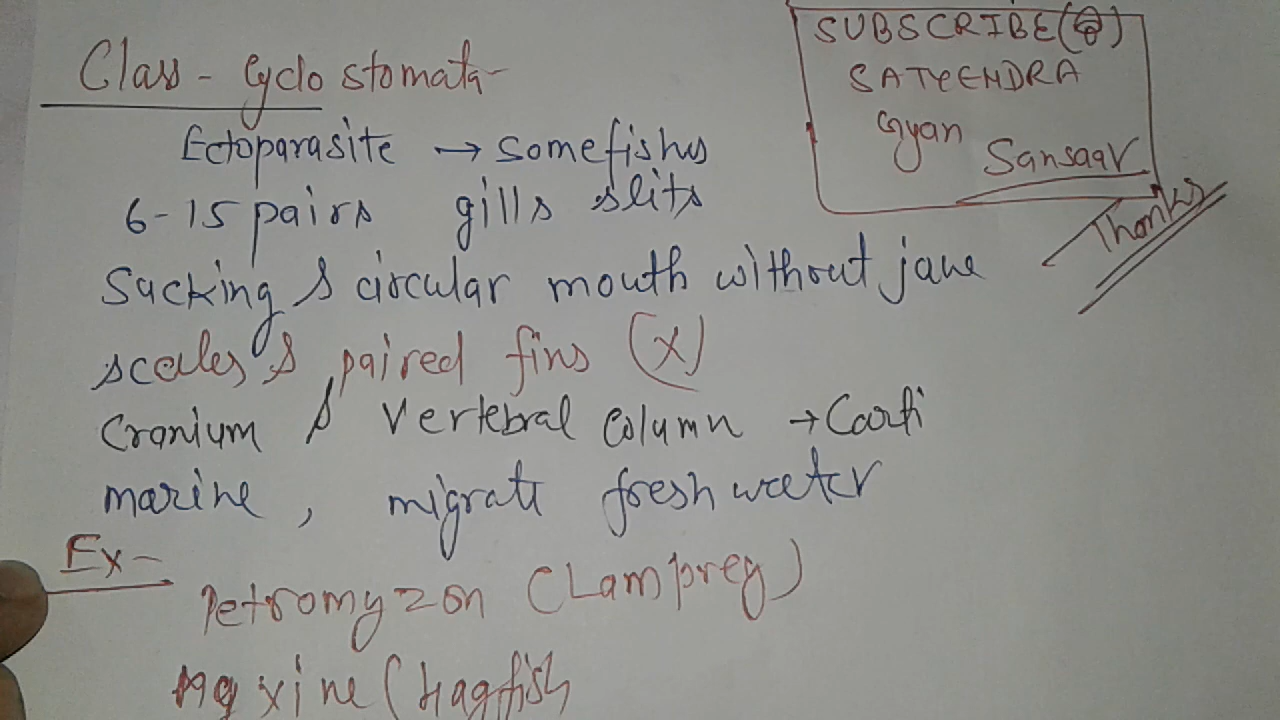 Class - Cyclostomata-
Ectoparasite → some fishes
6-15 pairs gills slits
Sucking & circular mouth without jaw
scales & paired fins (X)
Cranium & Vertebral Column → Carti
marine, migrate fresh water
Ex-
Petromyzon (Lamprey)
Myxine (Hagfish
SUBSCRIBE
SATYENDRA
Gyan
Sansaar
Thanks